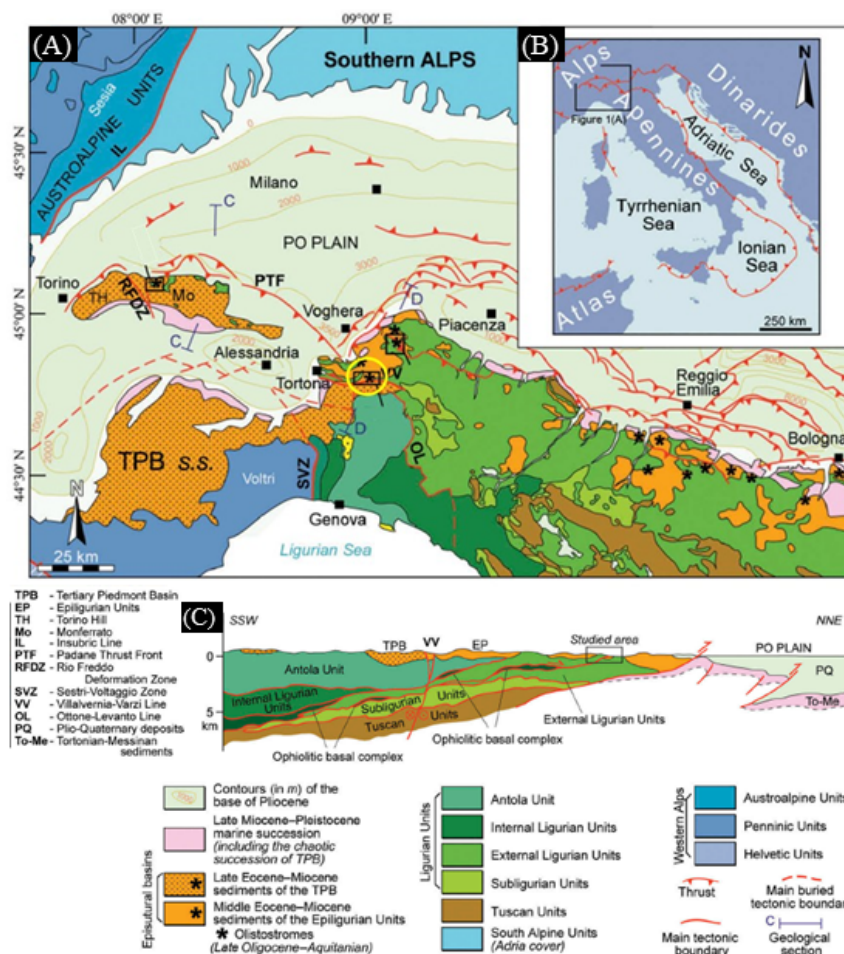 08°00' E
09°00' E
(A)
Southern ALPS
(B)
N
Alps
Dinarides
Figure 1(A)
Apennines
Adriatic Sea
Tyrrhenian
Sea
Ionian
Sea
Atlas
250 km
Sesia
AUSTROALPINE UNITS
IL
45°30' N
0
1000
2000
Milano
C
PO PLAIN
3000
Torino
TH
RFDZ
Mo
PTF
45°00' N
Voghera
D
Piacenza
C
2000
Alessandria
Tortona
V
Reggio
Emilia
Bologna
TPB S.S.
D
OL
44°30' N
Voltri
SVZ
N
Genova
25 km
Ligurian Sea
TPB - Tertiary Piedmont Basin
EP - Epiligurian Units
TH - Torino Hill
Mo - Monferrato
IL - Insubric Line
PTF - Padane Thrust Front
RFDZ - Rio Freddo
Deformation Zone
SVZ - Sestri-Voltaggio Zone
VV - Villalvernia-Varzi Line
OL - Ottone-Levanto Line
PQ - Plio-Quaternary deposits
To-Me - Tortonian-Messinan
sediments
(C)
SSW
NNE
TPB
VV
EP
Studied area
PO PLAIN
0
Antola Unit
PQ
Internal Ligurian
Units
Subligurian Units
To-Me
5
km
Tuscan Units
External Ligurian Units
Ophiolitic basal complex
Ophiolitic basal complex
Contours (in m) of the
base of Pliocene
Late Miocene–Pleistocene
marine succession
(including the chaotic
succession of TPB)
Episutural basins
Late Eocene–Miocene
sediments of the TPB
Middle Eocene–Miocene
sediments of the Epiligurian Units
Olistostromes
(Late Oligocene–Aquitanian)
Ligurian Units
Antola Unit
Internal Ligurian Units
External Ligurian Units
Subligurian Units
Tuscan Units
South Alpine Units
(Adria cover)
Western Alps
Austroalpine Units
Penninic Units
Helvetic Units
Thrust
Main buried
tectonic boundary
Main tectonic
boundary
C
Geological
section